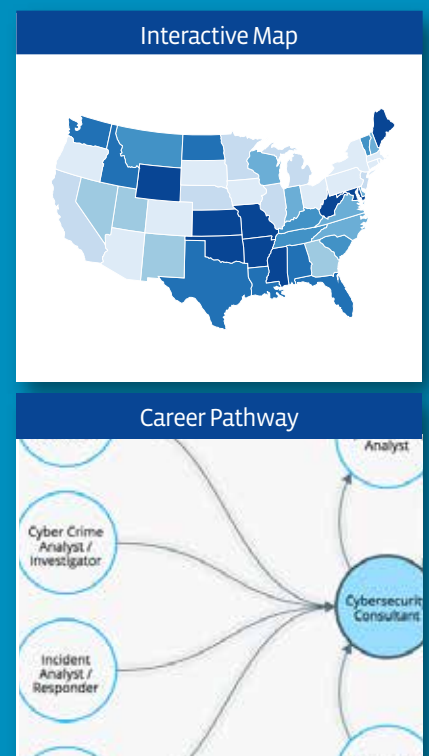 Interactive Map
Career Pathway
Analyst
Cyber Crime
Analyst /
Investigator
Cybersecurit
Consultant
Incident
Analyst /
Responder